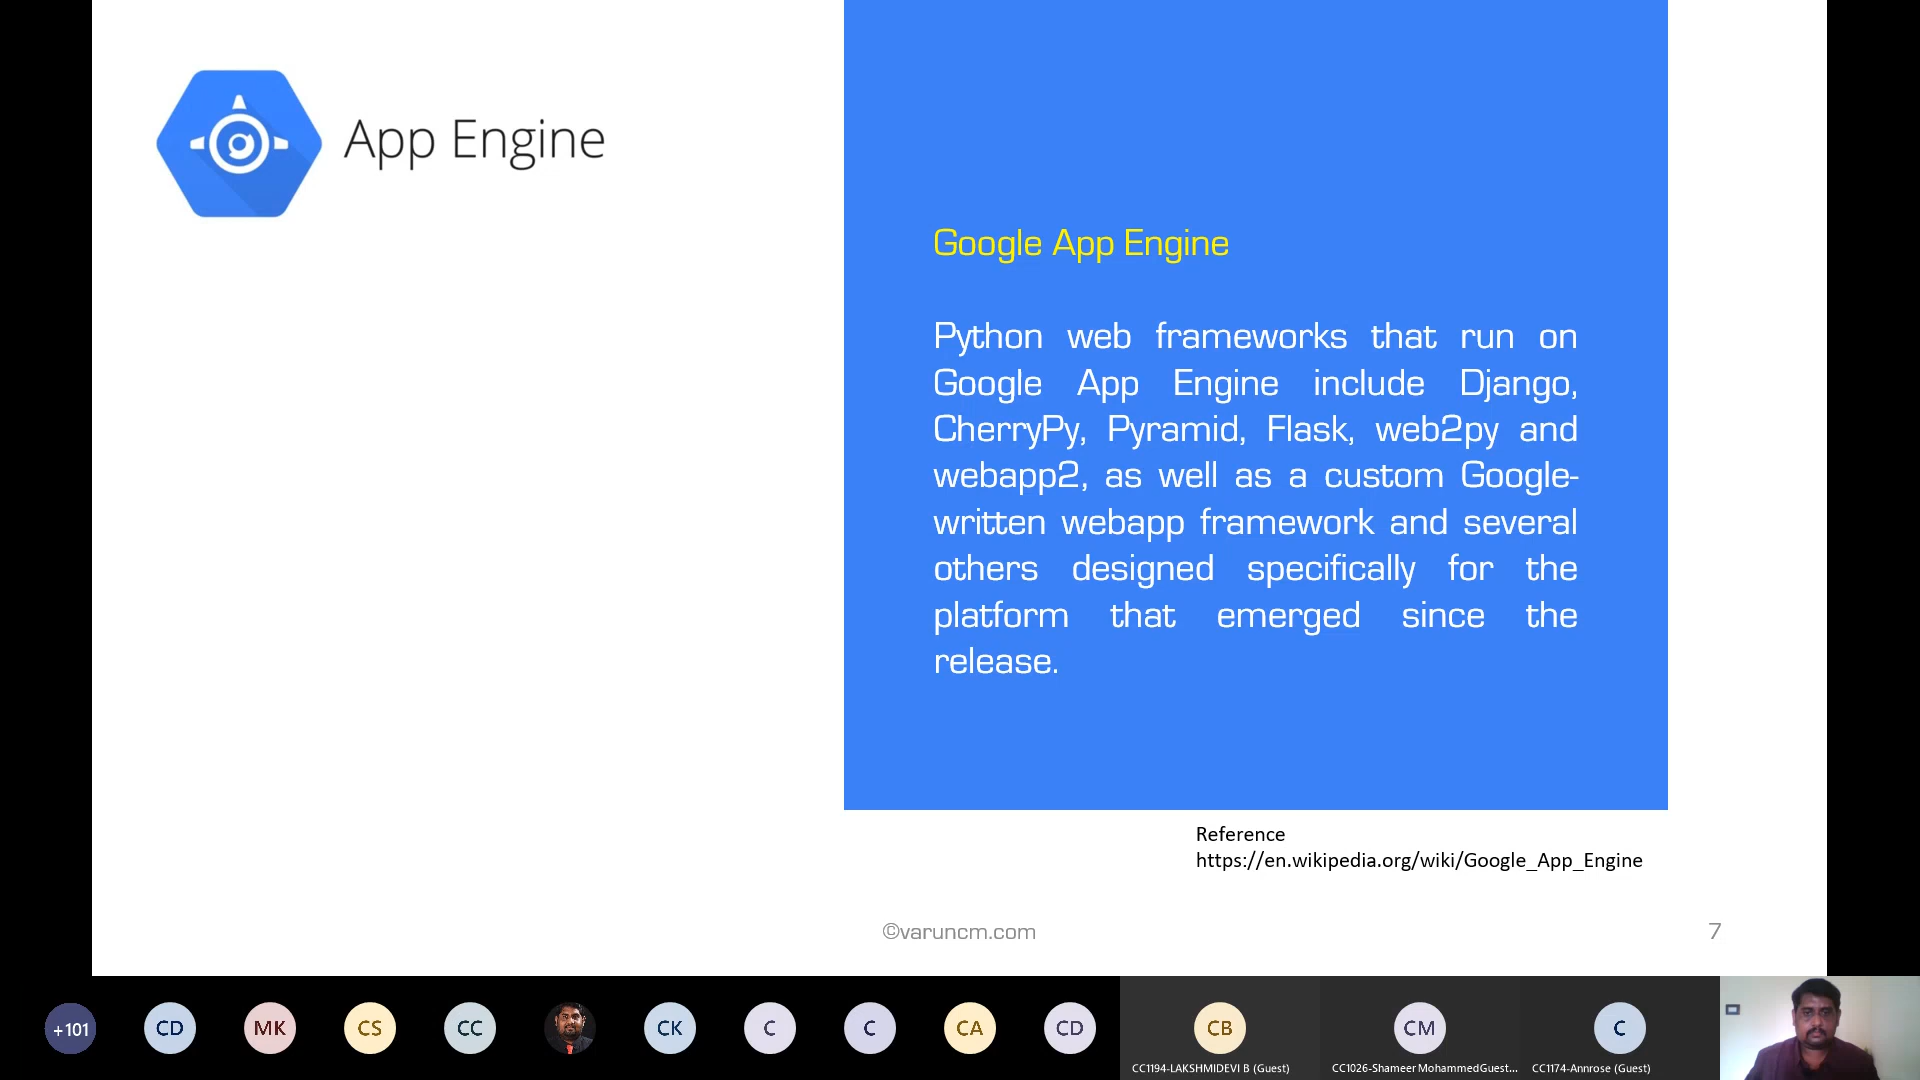 App Engine
Google App Engine
Python web frameworks that run on
Google App Engine include Django,
CherryPy, Pyramid, Flask, web2py and
webapp2, as well as a custom Google-
written webapp framework and several
others designed specifically for the
platform that emerged since the
release.
Reference
https://en.wikipedia.org/wiki/Google_App_Engine
©varuncm.com
7
+101
CD
MK
CS
CC
CK
C
C
CA
CD
CB
CM
C
CC1194-LAKSHMIDEVI B (Guest)
CC1026-Shameer MohammedGuest...
CC1174-Annrose (Guest)